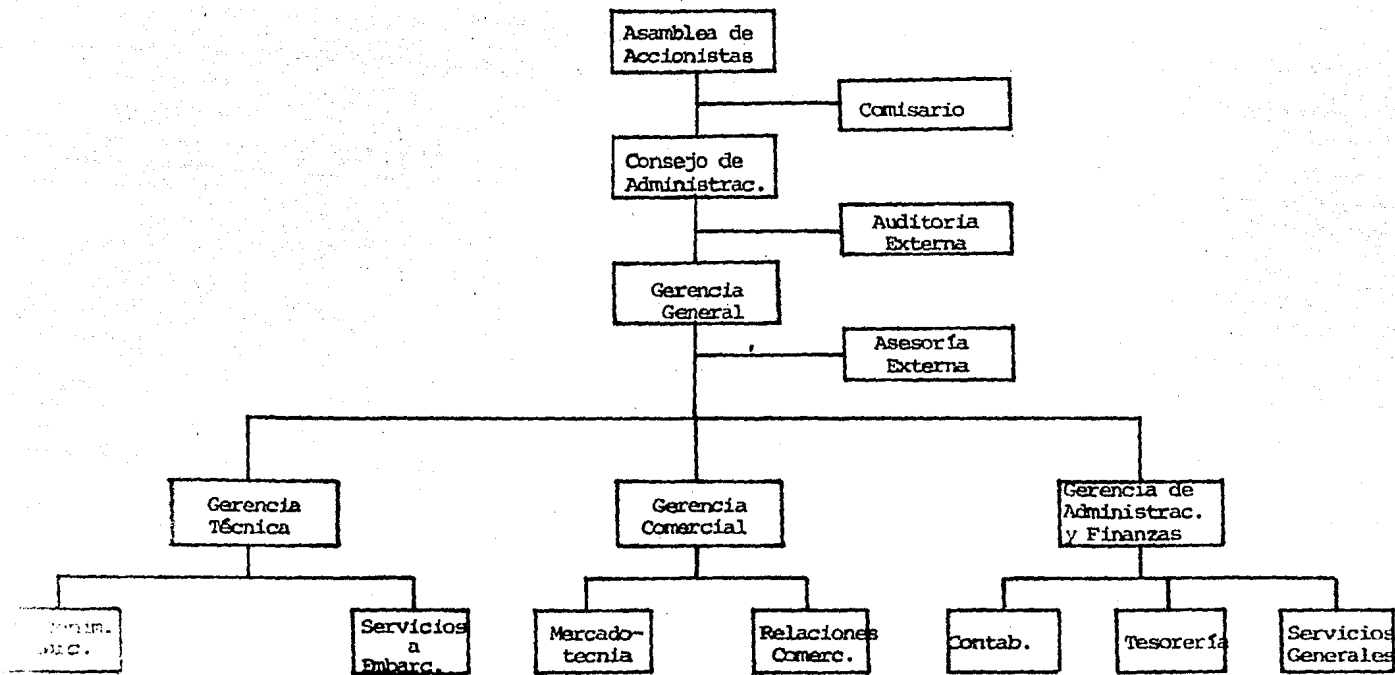 Asamblea de
Accionistas
Comisario
Consejo de
Administrac.
Auditoria
Externa
Gerencia
General
Asesoría
Externa
Gerencia
Técnica
Gerencia
Comercial
Gerencia de
Administrac.
y Finanzas
Servicios
a
Embarc.
Mercado-
tecnia
Relaciones
Comerc.
Contab.
Tesorería
Servicios
Generales